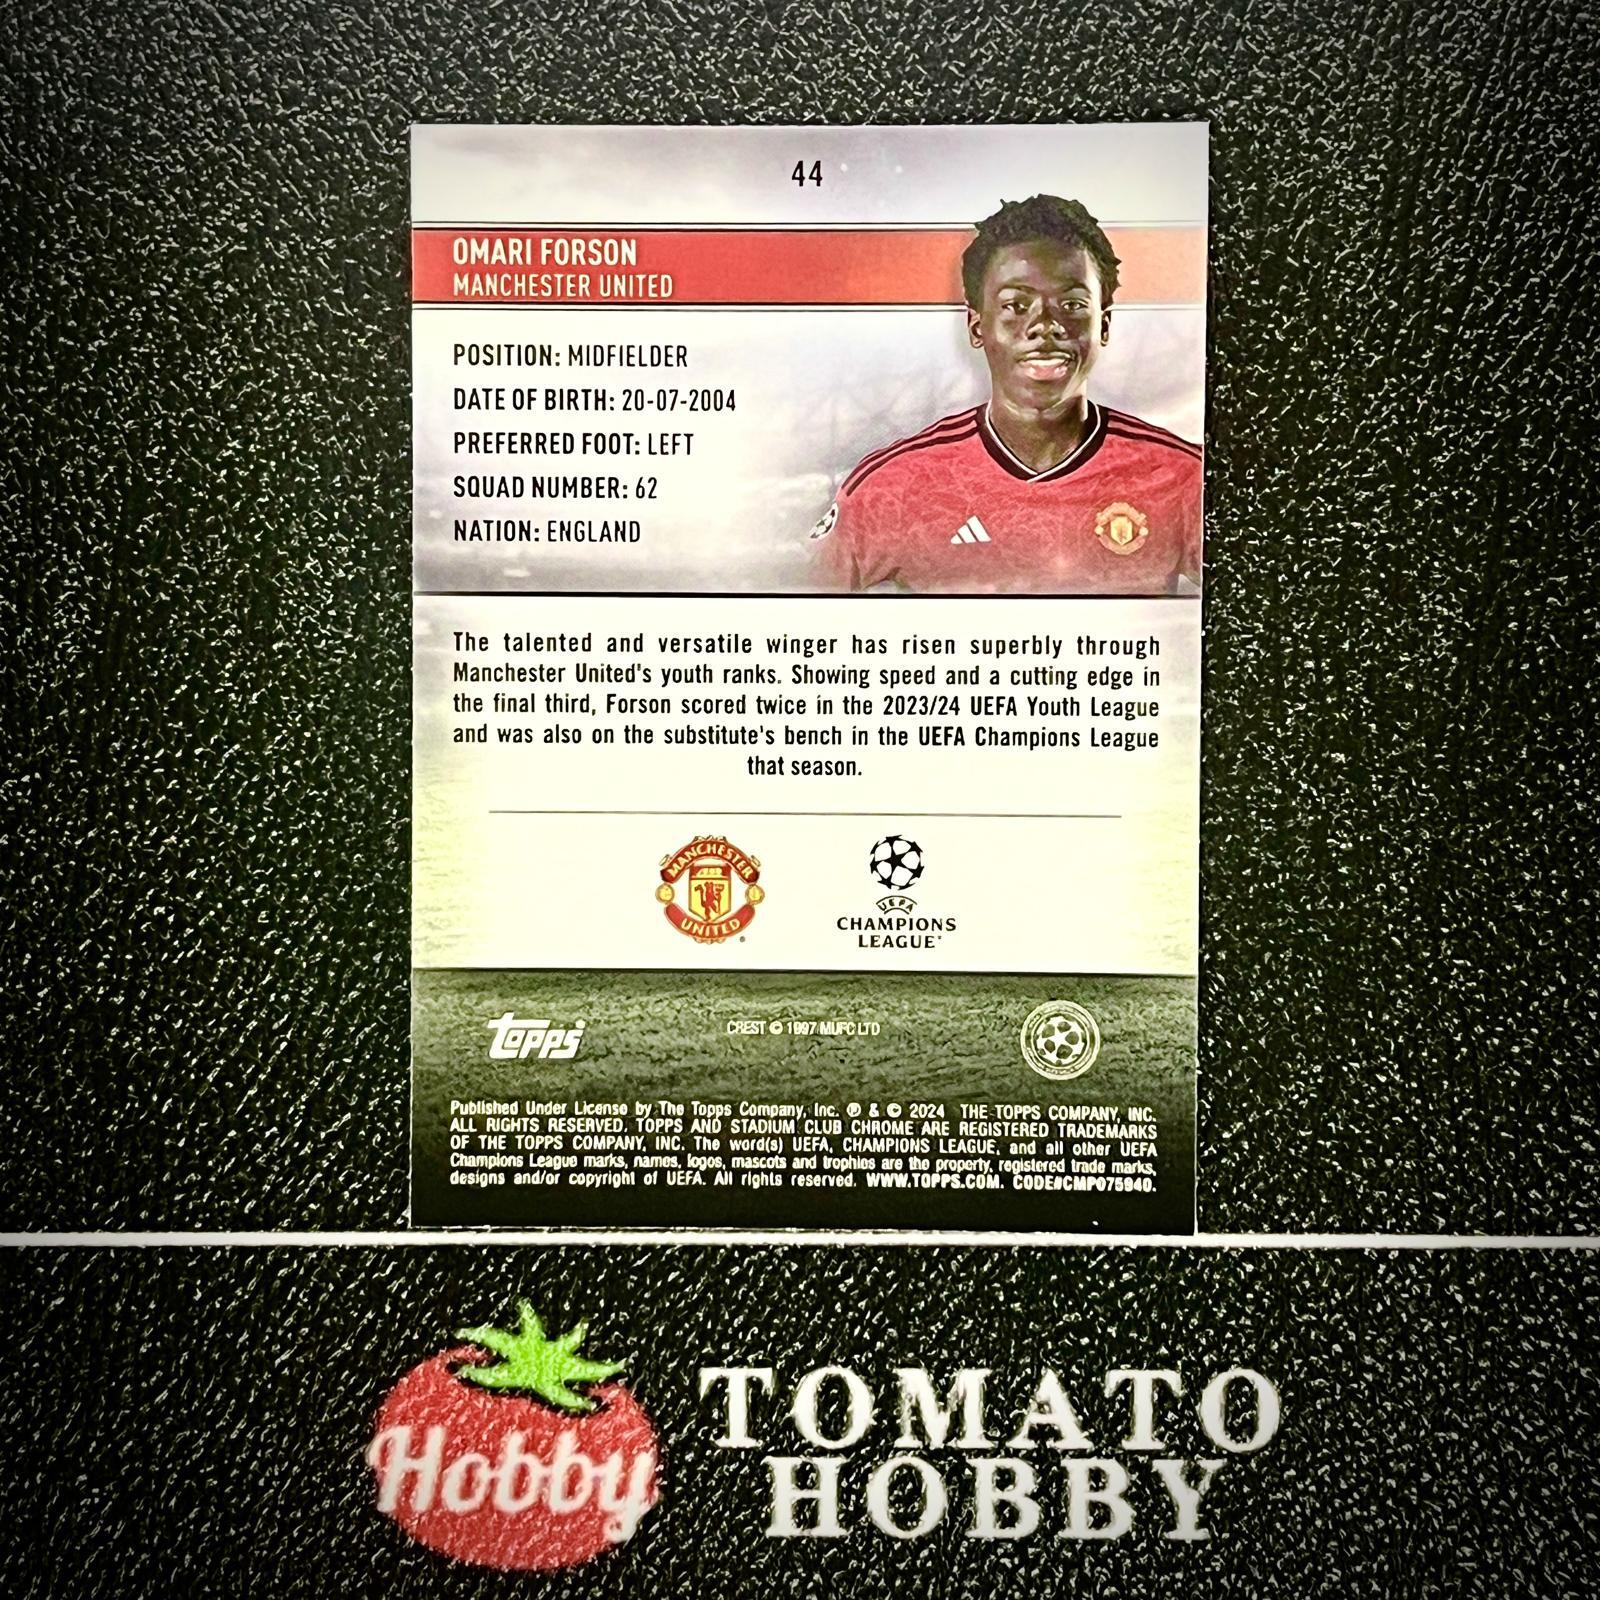 44
OMARI FORSON
MANCHESTER UNITED
POSITION: MIDFIELDER
DATE OF BIRTH: 20-07-2004
PREFERRED FOOT: LEFT
SQUAD NUMBER: 62
NATION: ENGLAND
The talented and versatile winger has risen superbly through
Manchester United's youth ranks. Showing speed and a cutting edge in
the final third, Forson scored twice in the 2023/24 UEFA Youth League
and was also on the substitute's bench in the UEFA Champions League
that season.
MANCHESTER
UNITED
UEFA
CHAMPIONS
LEAGUE®
topps
CREST © 1997 MUFC LTD
Published Under License by The Topps Company, Inc. ℗ & © 2024 THE TOPPS COMPANY, INC.
ALL RIGHTS RESERVED. TOPPS AND STADIUM CLUB CHROME ARE REGISTERED TRADEMARKS
OF THE TOPPS COMPANY, INC. The word(s) UEFA, CHAMPIONS LEAGUE, and all other UEFA
Champions League marks, names, logos, mascots and trophies are the property, registered trade marks,
designs and/or copyright of UEFA. All rights reserved. WWW.TOPPS.COM. CODE#CMP075940.
Hobby
TOMATO
HOBBY